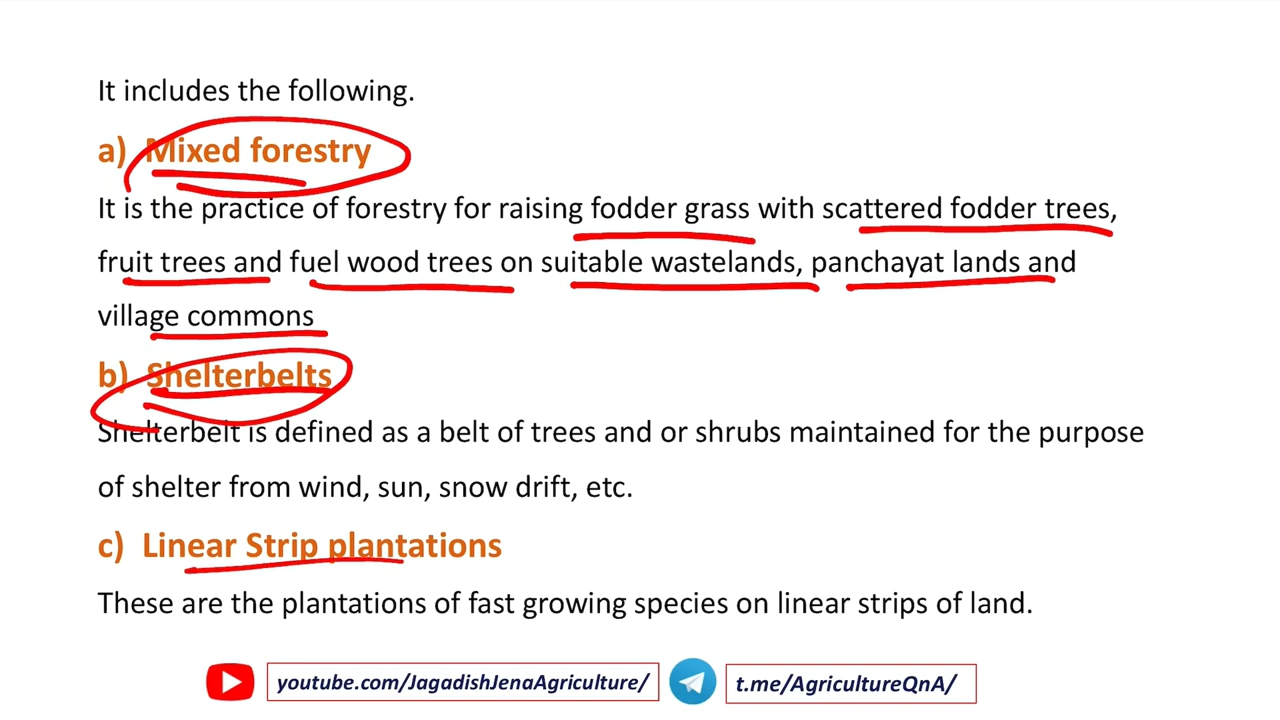 It includes the following.
a) Mixed forestry
It is the practice of forestry for raising fodder grass with scattered fodder trees,
fruit trees and fuel wood trees on suitable wastelands, panchayat lands and
village commons
b) Shelterbelts
Shelterbelt is defined as a belt of trees and or shrubs maintained for the purpose
of shelter from wind, sun, snow drift, etc.
c) Linear Strip plantations
These are the plantations of fast growing species on linear strips of land.
youtube.com/JagadishJenaAgriculture/
t.me/AgricultureQnA/